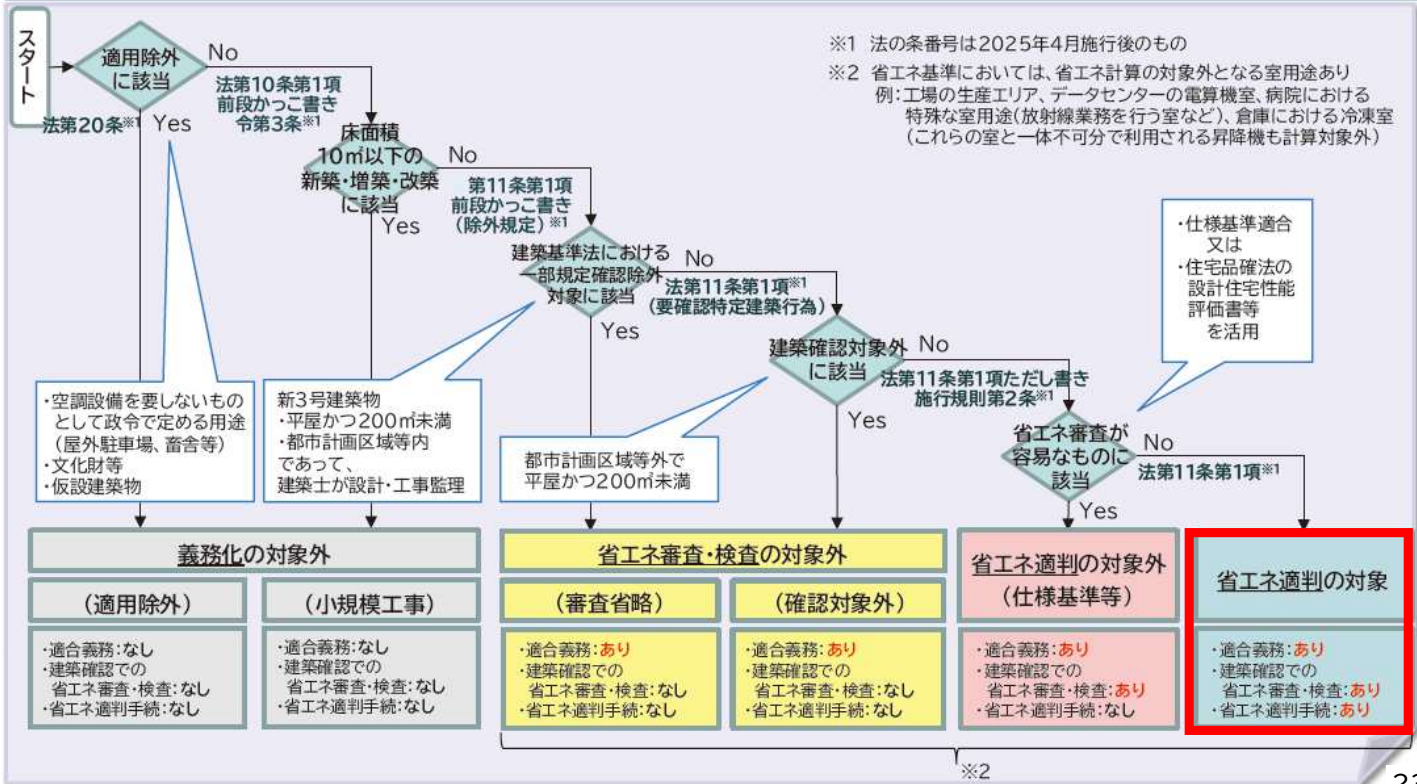 スタート
適用除外
に該当
No
法第20条※1
Yes
法第10条第1項
前段かっこ書き
令第3条※1
床面積
10㎡以下の
新築・増築・改築
に該当
No
Yes
第11条第1項
前段かっこ書き
(除外規定)※1
建築基準法における
一部規定確認除外
対象に該当
No
Yes
法第11条第1項※1
(要確認特定建築行為)
建築確認対象外
に該当
No
Yes
法第11条第1項ただし書き
施行規則第2条※1
省エネ審査が
容易なものに
該当
No
Yes
法第11条第1項※1
※1 法の条番号は2025年4月施行後のもの
※2 省エネ基準においては、省エネ計算の対象外となる室用途あり
例:工場の生産エリア、データセンターの電算機室、病院における
特殊な室用途(放射線業務を行う室など)、倉庫における冷凍室
(これらの室と一体不可分で利用される昇降機も計算対象外)
・仕様基準適合
又は
・住宅品確法の
設計住宅性能
評価書等
を活用
・空調設備を要しないもの
として政令で定める用途
(屋外駐車場、畜舎等)
・文化財等
・仮設建築物
新3号建築物
・平屋かつ200㎡未満
・都市計画区域等内
であって、
建築士が設計・工事監理
都市計画区域等外で
平屋かつ200㎡未満
義務化の対象外
(適用除外)
・適合義務:なし
・建築確認での
省エネ審査・検査:なし
・省エネ適判手続:なし
(小規模工事)
・適合義務:なし
・建築確認での
省エネ審査・検査:なし
・省エネ適判手続:なし
省エネ審査・検査の対象外
(審査省略)
・適合義務:あり
・建築確認での
省エネ審査・検査:なし
・省エネ適判手続:なし
(確認対象外)
・適合義務:あり
・建築確認での
省エネ審査・検査:なし
・省エネ適判手続:なし
省エネ適判の対象外
(仕様基準等)
・適合義務:あり
・建築確認での
省エネ審査・検査:あり
・省エネ適判手続:なし
省エネ適判の対象
・適合義務:あり
・建築確認での
省エネ審査・検査:あり
・省エネ適判手続:あり
※2